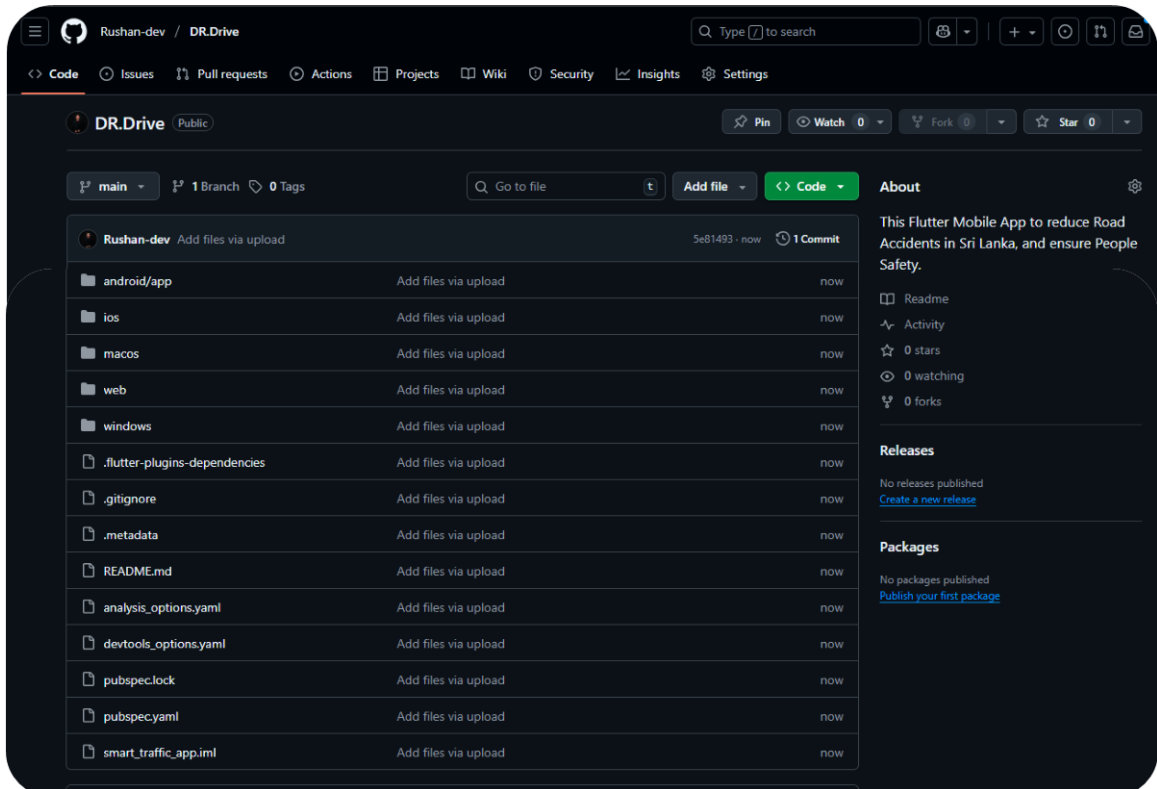 Rushan-dev / DR.Drive
Type / to search
Code Issues Pull requests Actions Projects Wiki Security Insights Settings
DR.Drive Public
Pin Watch 0 Fork 0 Star 0
main 1 Branch 0 Tags
Go to file t Add file Code
Rushan-dev Add files via upload 5e81493 · now 1 Commit
android/app Add files via upload now
ios Add files via upload now
macos Add files via upload now
web Add files via upload now
windows Add files via upload now
.flutter-plugins-dependencies Add files via upload now
.gitignore Add files via upload now
.metadata Add files via upload now
README.md Add files via upload now
analysis_options.yaml Add files via upload now
devtools_options.yaml Add files via upload now
pubspec.lock Add files via upload now
pubspec.yaml Add files via upload now
smart_traffic_app.iml Add files via upload now
About
This Flutter Mobile App to reduce Road
Accidents in Sri Lanka, and ensure People
Safety.
Readme
Activity
0 stars
0 watching
0 forks
Releases
No releases published
Create a new release
Packages
No packages published
Publish your first package